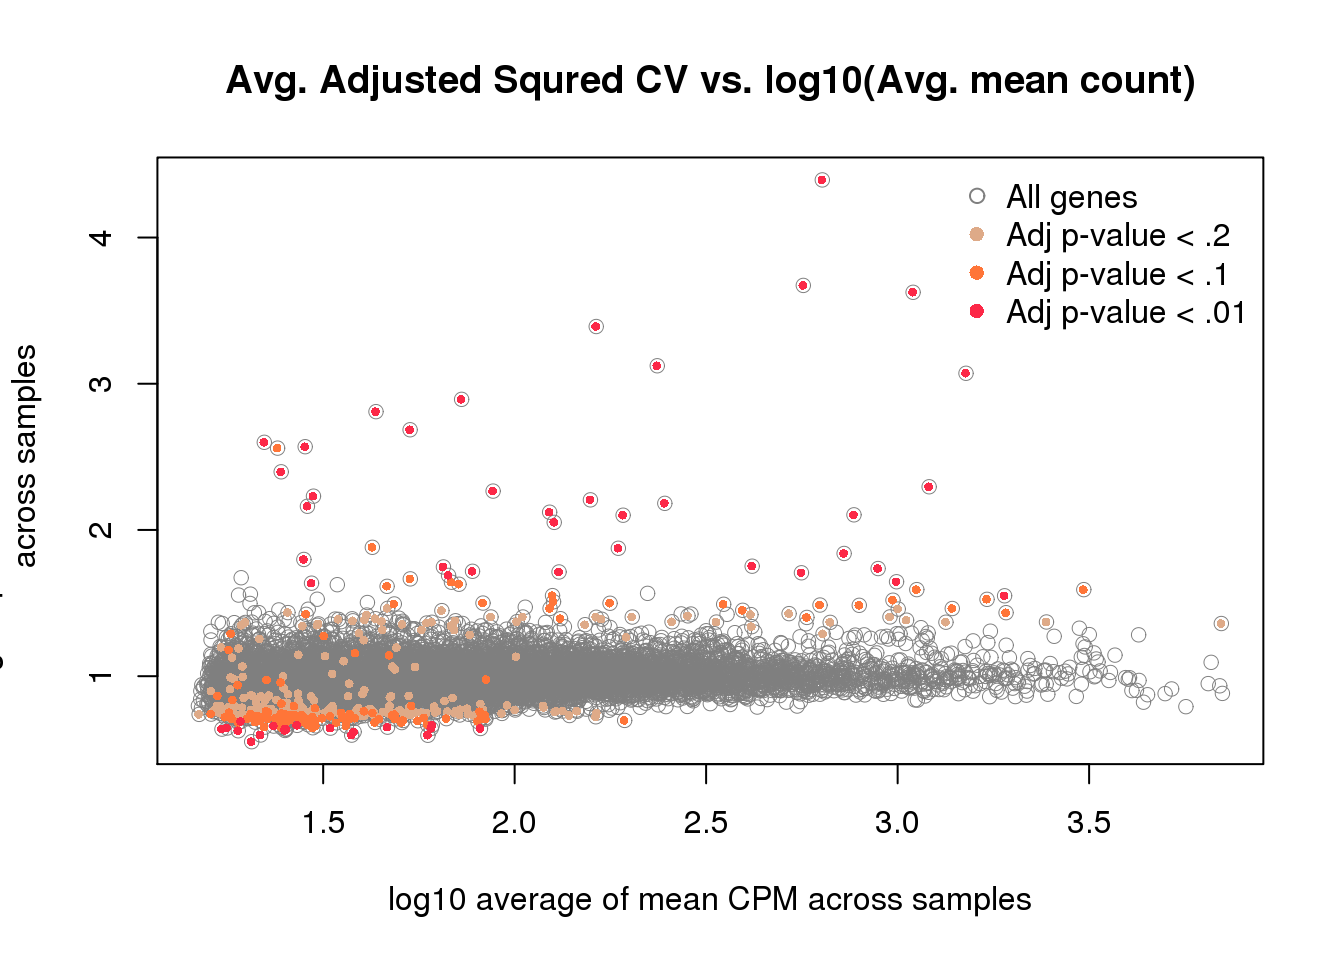 Avg. Adjusted Squred CV vs. log10(Avg. mean count)
All genes
Adj p-value < .2
Adj p-value < .1
Adj p-value < .01
across samples
4
3
2
1
1.5
2.0
2.5
3.0
3.5
log10 average of mean CPM across samples